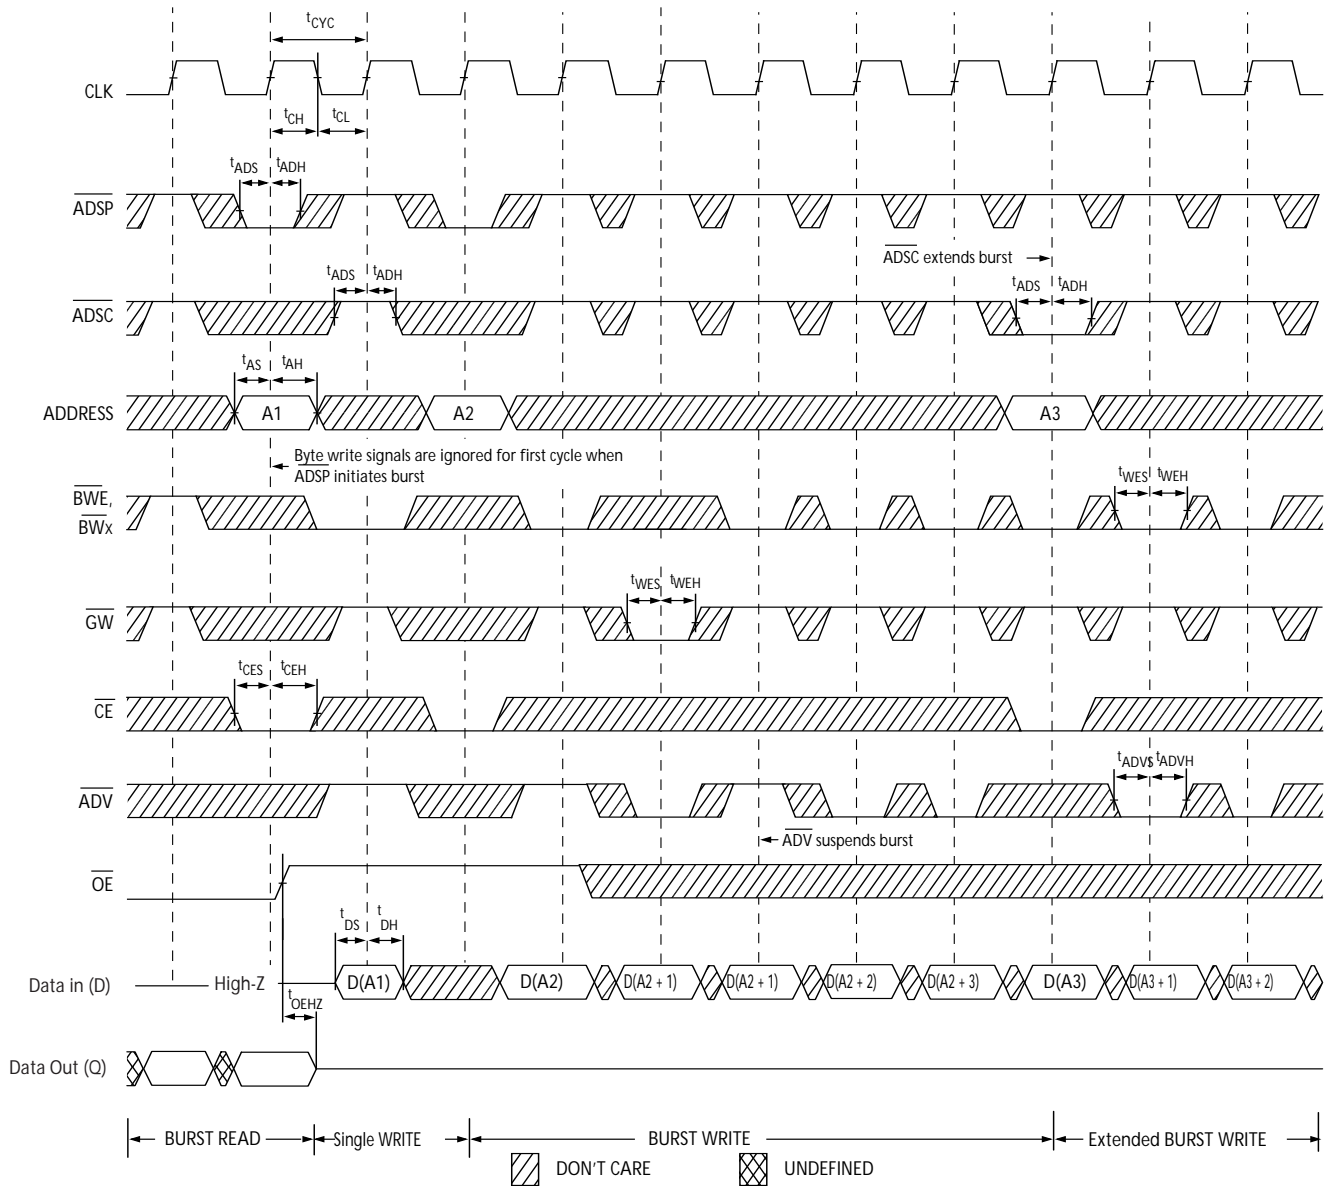 tCYC
CLK
tCH tCL
tADS tADH
ADSP
ADSC extends burst
tADS tADH
tADS tADH
ADSC
tAS tAH
ADDRESS A1 A2 A3
Byte write signals are ignored for first cycle when
ADSP initiates burst
tWES tWEH
BWE,
BWx
tWES tWEH
GW
tCES tCEH
CE
tADVS tADVH
ADV
ADV suspends burst
OE
tDS tDH
Data in (D) High-Z D(A1) D(A2) D(A2 + 1) D(A2 + 1) D(A2 + 2) D(A2 + 3) D(A3) D(A3 + 1) D(A3 + 2)
tOEHZ
Data Out (Q)
BURST READ Single WRITE BURST WRITE Extended BURST WRITE
DON'T CARE UNDEFINED